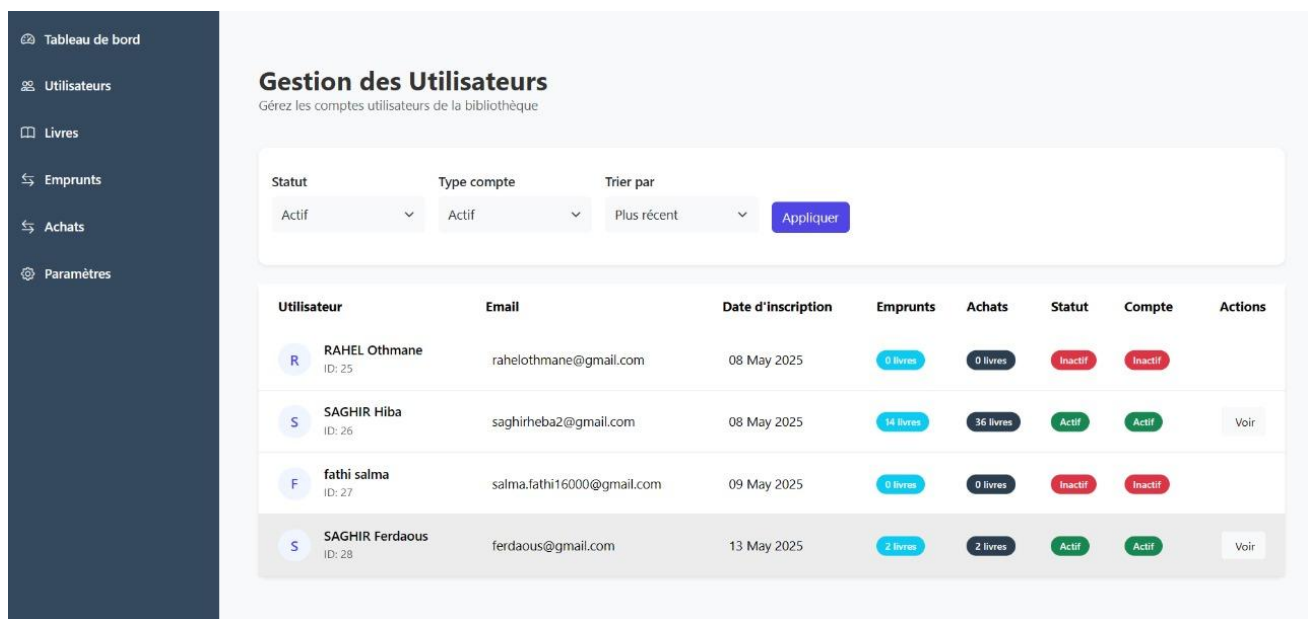 Tableau de bord
Utilisateurs
Livres
Emprunts
Achats
Paramètres
Gestion des Utilisateurs
Gérez les comptes utilisateurs de la bibliothèque
Statut Type compte Trier par
Actif Actif Plus récent Appliquer
Utilisateur Email Date d'inscription Emprunts Achats Statut Compte Actions
R RAHEL Othmane rahelothmane@gmail.com 08 May 2025 0 livres 0 livres Inactif Inactif
ID: 25
S SAGHIR Hiba saghirheba2@gmail.com 08 May 2025 14 livres 36 livres Actif Actif Voir
ID: 26
F fathi salma salma.fathi16000@gmail.com 09 May 2025 0 livres 0 livres Inactif Inactif
ID: 27
S SAGHIR Ferdaous ferdaous@gmail.com 13 May 2025 2 livres 2 livres Actif Actif Voir
ID: 28